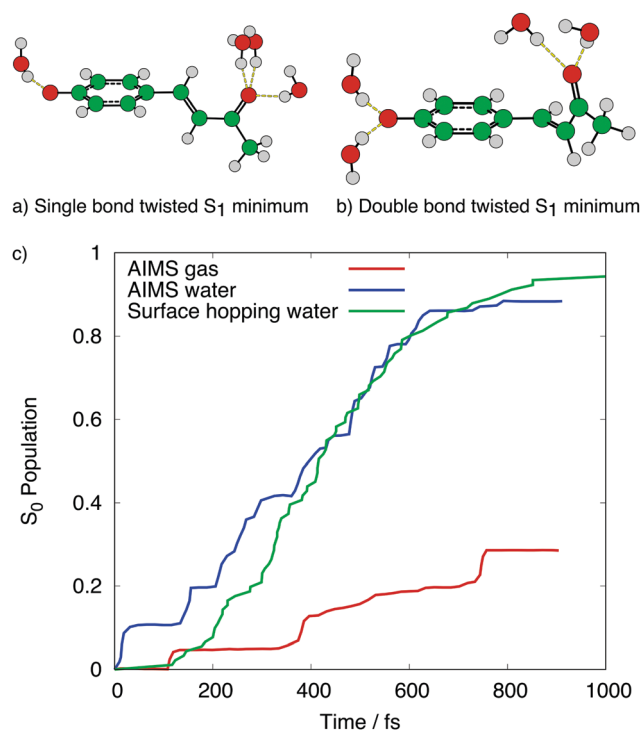 a) Single bond twisted S1 minimum
b) Double bond twisted S1 minimum
c)
AIMS gas
AIMS water
Surface hopping water
1
0.8
0.6
0.4
0.2
0
S0 Population
0 200 400 600 800 1000
Time / fs